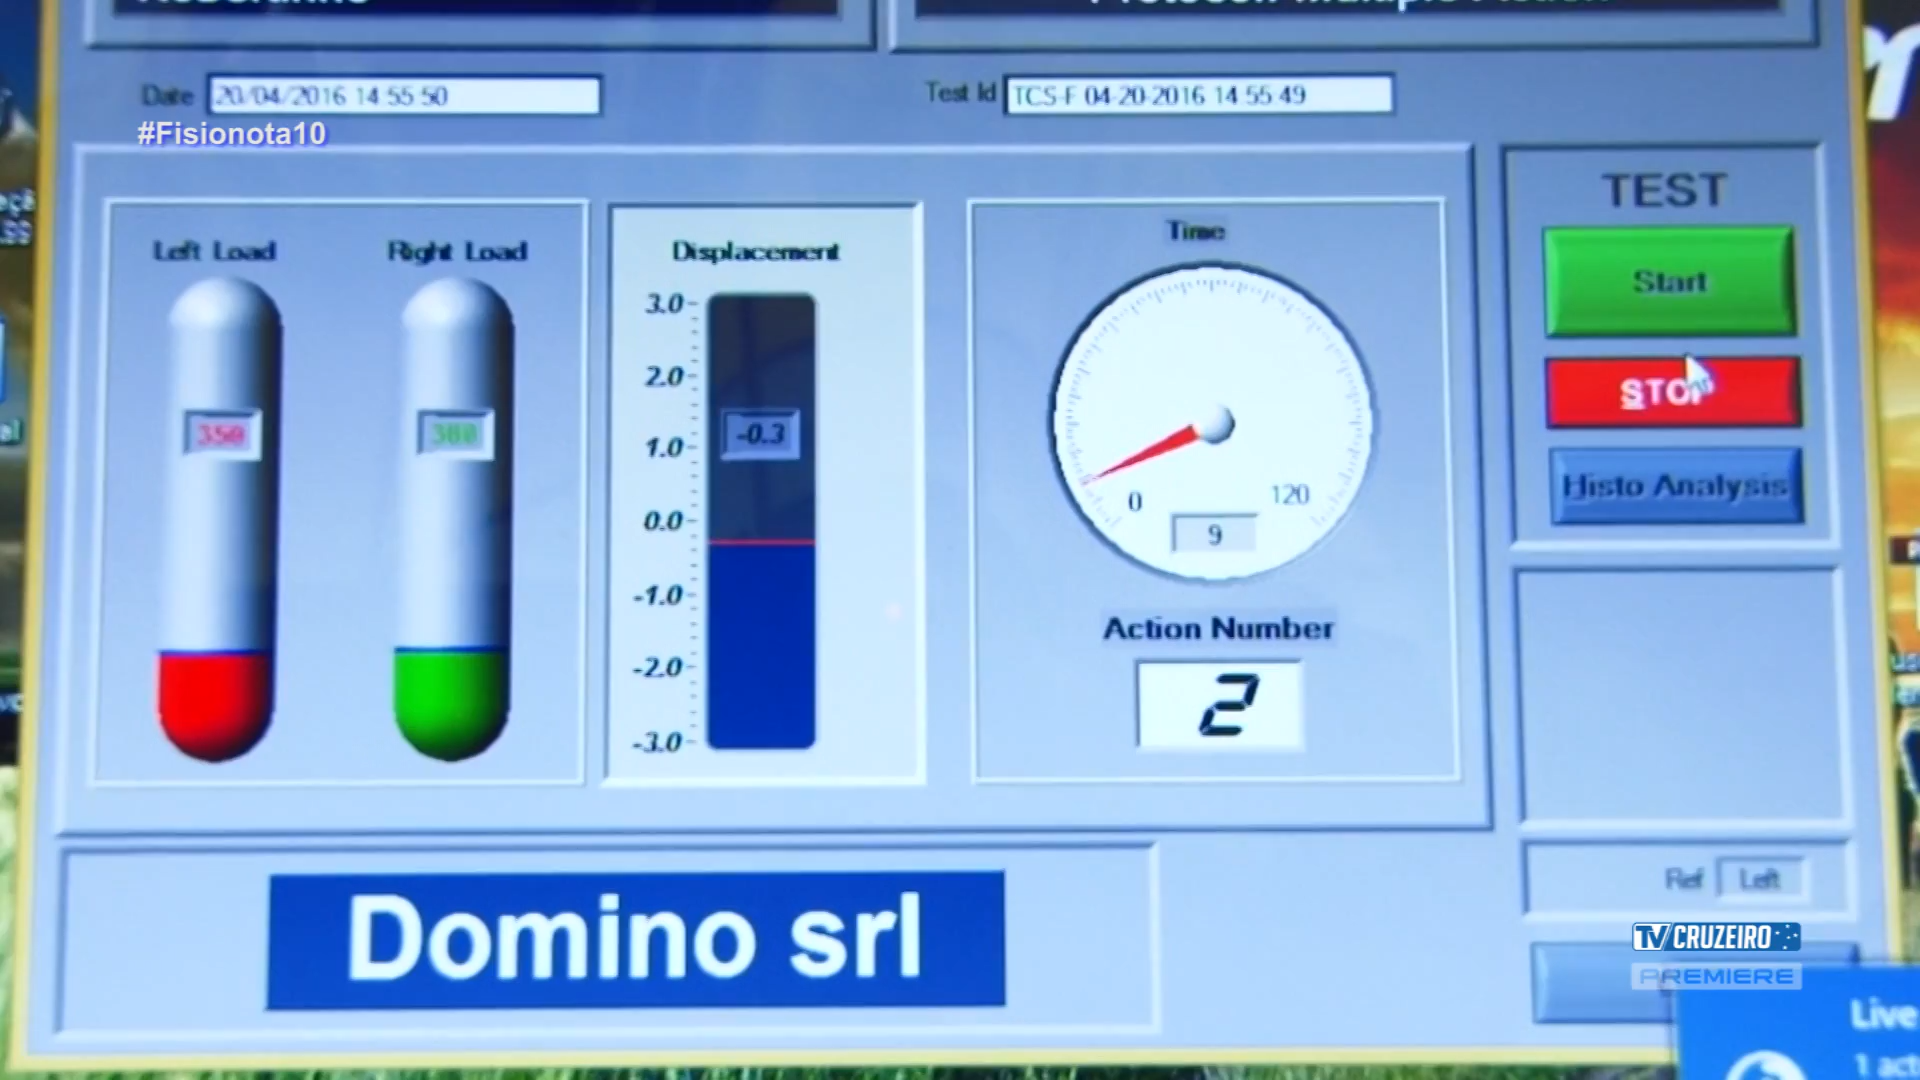 Date 20/04/2016 14 55 50
Test Id TCS-F 04-20-2016 14 55 49
#Fisionota10
TEST
Start
STOP
Histo Analysis
Left Load
Right Load
Displacement
Time
3.0
2.0
1.0
0.0
-1.0
-2.0
-3.0
350
380
-0.3
0
120
9
Action Number
2
Domino srl
Ref Left
TV CRUZEIRO
PREMIERE
Live